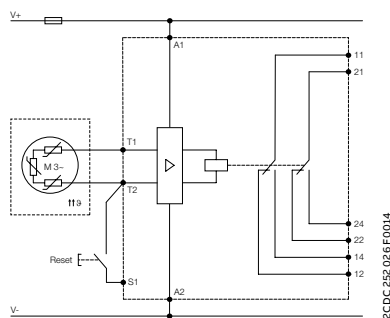 V+
A1
11
21
T1
M 3~
T2
↑↑ϑ
24
22
14
12
Reset
S1
A2
V-
2CDC 252 026 F0014